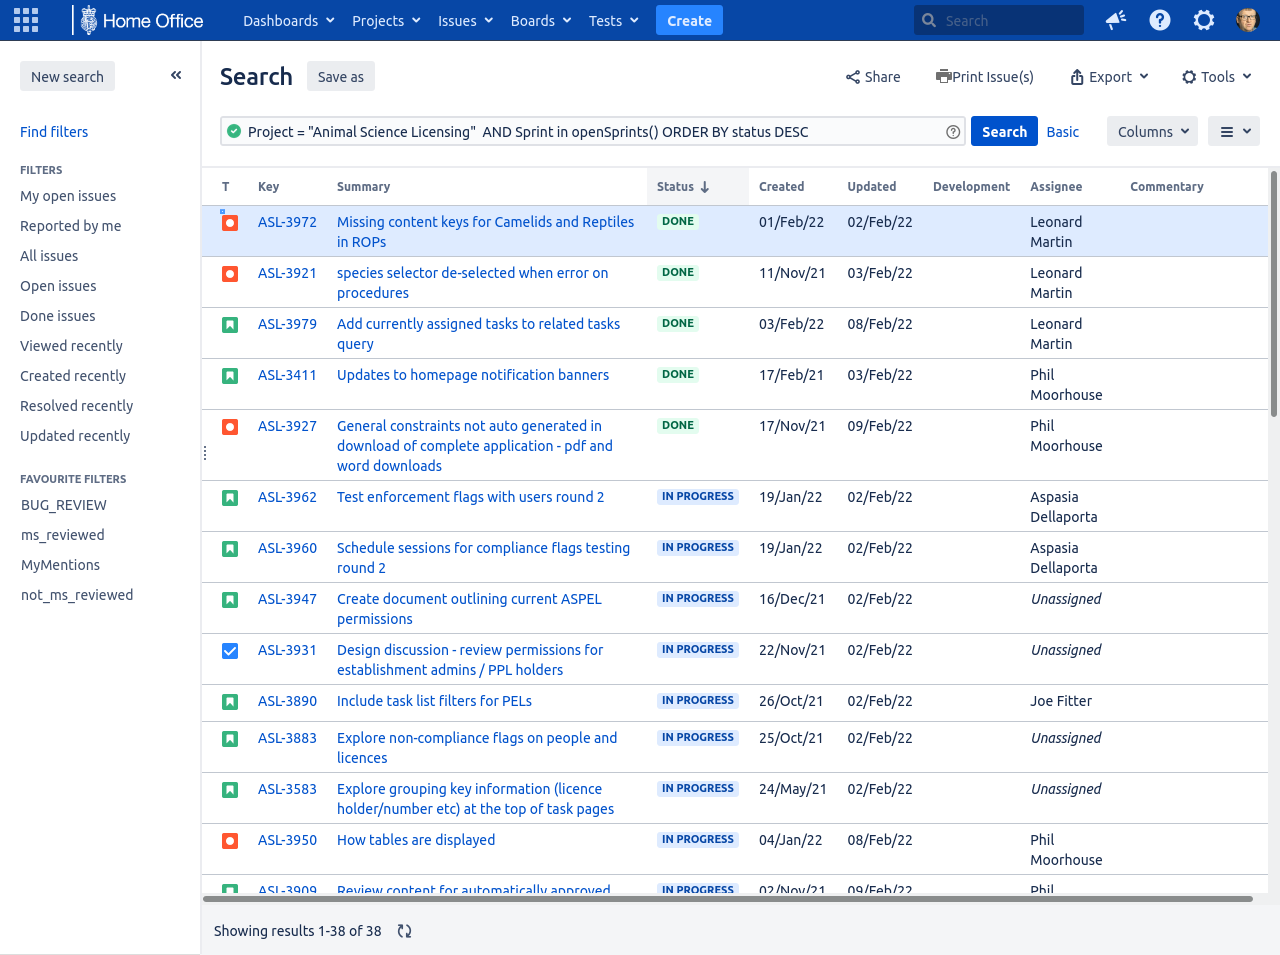 Home Office Dashboards Projects Issues Boards Tests Create Search
New search
Find filters
FILTERS
My open issues
Reported by me
All issues
Open issues
Done issues
Viewed recently
Created recently
Resolved recently
Updated recently
FAVOURITE FILTERS
BUG_REVIEW
ms_reviewed
MyMentions
not_ms_reviewed
Search Save as Share Print Issue(s) Export Tools
Project = "Animal Science Licensing" AND Sprint in openSprints() ORDER BY status DESC Search Basic Columns
T Key Summary Status Created Updated Development Assignee Commentary
ASL-3972 Missing content keys for Camelids and Reptiles DONE 01/Feb/22 02/Feb/22 Leonard
in ROPs Martin
ASL-3921 species selector de-selected when error on DONE 11/Nov/21 03/Feb/22 Leonard
procedures Martin
ASL-3979 Add currently assigned tasks to related tasks DONE 03/Feb/22 08/Feb/22 Leonard
query Martin
ASL-3411 Updates to homepage notification banners DONE 17/Feb/21 03/Feb/22 Phil
Moorhouse
ASL-3927 General constraints not auto generated in DONE 17/Nov/21 09/Feb/22 Phil
download of complete application - pdf and Moorhouse
word downloads
ASL-3962 Test enforcement flags with users round 2 IN PROGRESS 19/Jan/22 02/Feb/22 Aspasia
Dellaporta
ASL-3960 Schedule sessions for compliance flags testing IN PROGRESS 19/Jan/22 02/Feb/22 Aspasia
round 2 Dellaporta
ASL-3947 Create document outlining current ASPEL IN PROGRESS 16/Dec/21 02/Feb/22 Unassigned
permissions
ASL-3931 Design discussion - review permissions for IN PROGRESS 22/Nov/21 02/Feb/22 Unassigned
establishment admins / PPL holders
ASL-3890 Include task list filters for PELs IN PROGRESS 26/Oct/21 02/Feb/22 Joe Fitter
ASL-3883 Explore non-compliance flags on people and IN PROGRESS 25/Oct/21 02/Feb/22 Unassigned
licences
ASL-3583 Explore grouping key information (licence IN PROGRESS 24/May/21 02/Feb/22 Unassigned
holder/number etc) at the top of task pages
ASL-3950 How tables are displayed IN PROGRESS 04/Jan/22 08/Feb/22 Phil
Moorhouse
ASL-3909 Review content for automatically approved IN PROGRESS 02/Nov/21 09/Feb/22 Phil
Showing results 1-38 of 38